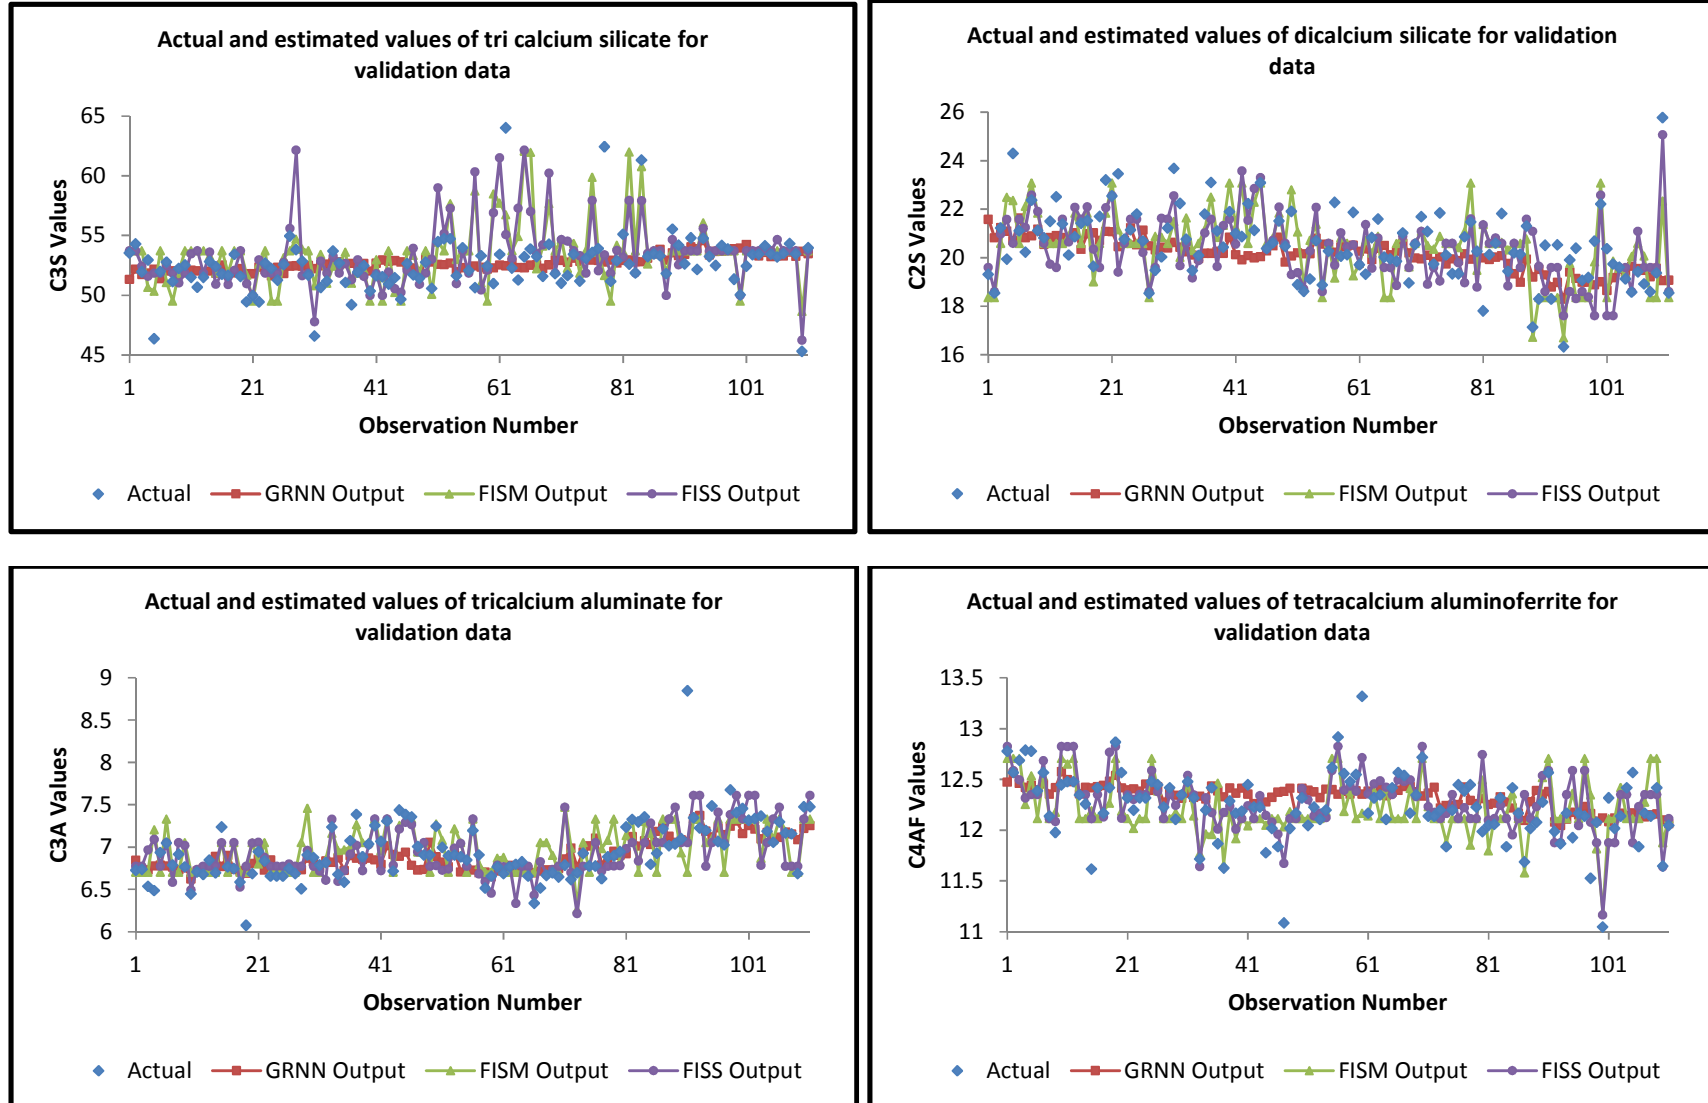 Actual and estimated values of tri calcium silicate for
validation data
C3S Values
65
60
55
50
45
1 21 41 61 81 101
Observation Number
Actual GRNN Output FISM Output FISS Output
Actual and estimated values of dicalcium silicate for validation
data
C2S Values
26
24
22
20
18
16
1 21 41 61 81 101
Observation Number
Actual GRNN Output FISM Output FISS Output
Actual and estimated values of tricalcium aluminate for
validation data
C3A Values
9
8.5
8
7.5
7
6.5
6
1 21 41 61 81 101
Observation Number
Actual GRNN Output FISM Output FISS Output
Actual and estimated values of tetracalcium aluminoferrite for
validation data
C4AF Values
13.5
13
12.5
12
11.5
11
1 21 41 61 81 101
Observation Number
Actual GRNN Output FISM Output FISS Output